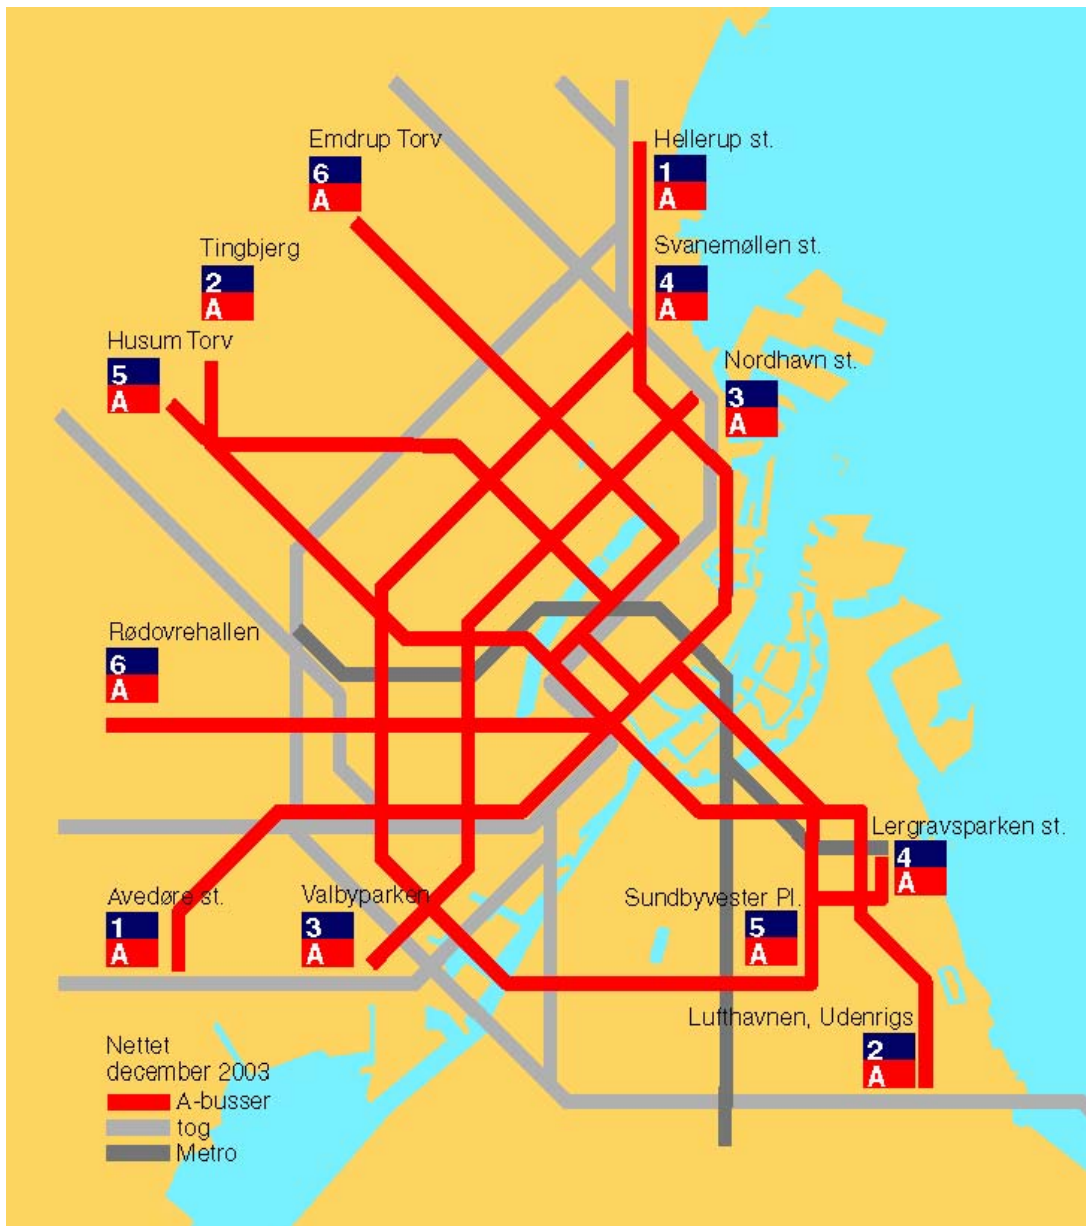 Emdrup Torv
6
A
Hellerup st.
1
A
Tingbjerg
2
A
Svanemøllen st.
4
A
Husum Torv
5
A
Nordhavn st.
3
A
Rødovrehallen
6
A
Lergravsparken st.
4
A
Avedøre st.
1
A
Valbyparken
3
A
Sundbyvester Pl.
5
A
Lufthavnen, Udenrigs
2
A
Nettet
december 2003
A-busser
tog
Metro